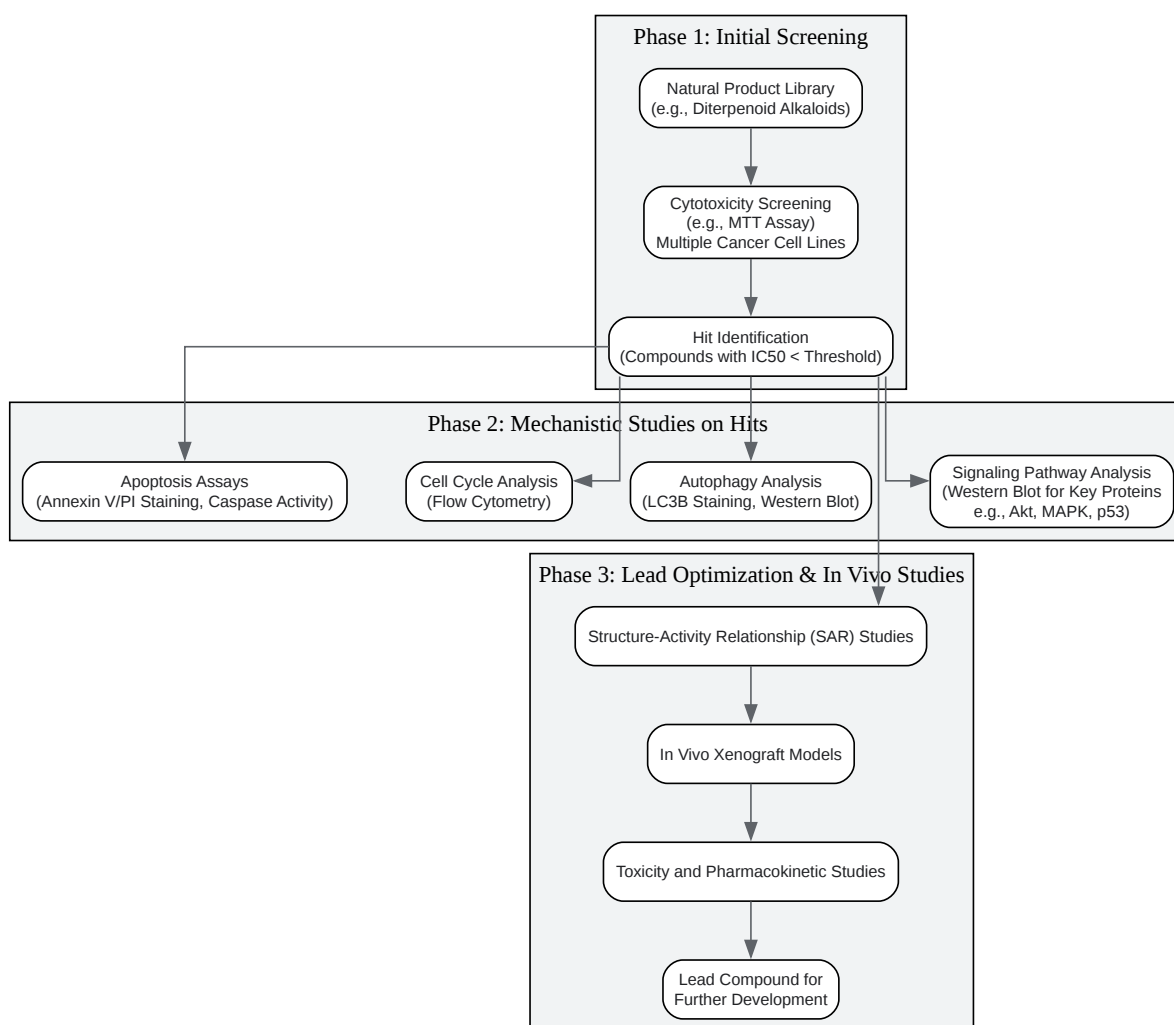 Phase 1: Initial Screening
Natural Product Library
(e.g., Diterpenoid Alkaloids)
Cytotoxicity Screening
(e.g., MTT Assay)
Multiple Cancer Cell Lines
Hit Identification
(Compounds with IC50 < Threshold)
Phase 2: Mechanistic Studies on Hits
Apoptosis Assays
(Annexin V/PI Staining, Caspase Activity)
Cell Cycle Analysis
(Flow Cytometry)
Autophagy Analysis
(LC3B Staining, Western Blot)
Signaling Pathway Analysis
(Western Blot for Key Proteins
e.g., Akt, MAPK, p53)
Phase 3: Lead Optimization & In Vivo Studies
Structure-Activity Relationship (SAR) Studies
In Vivo Xenograft Models
Toxicity and Pharmacokinetic Studies
Lead Compound for
Further Development